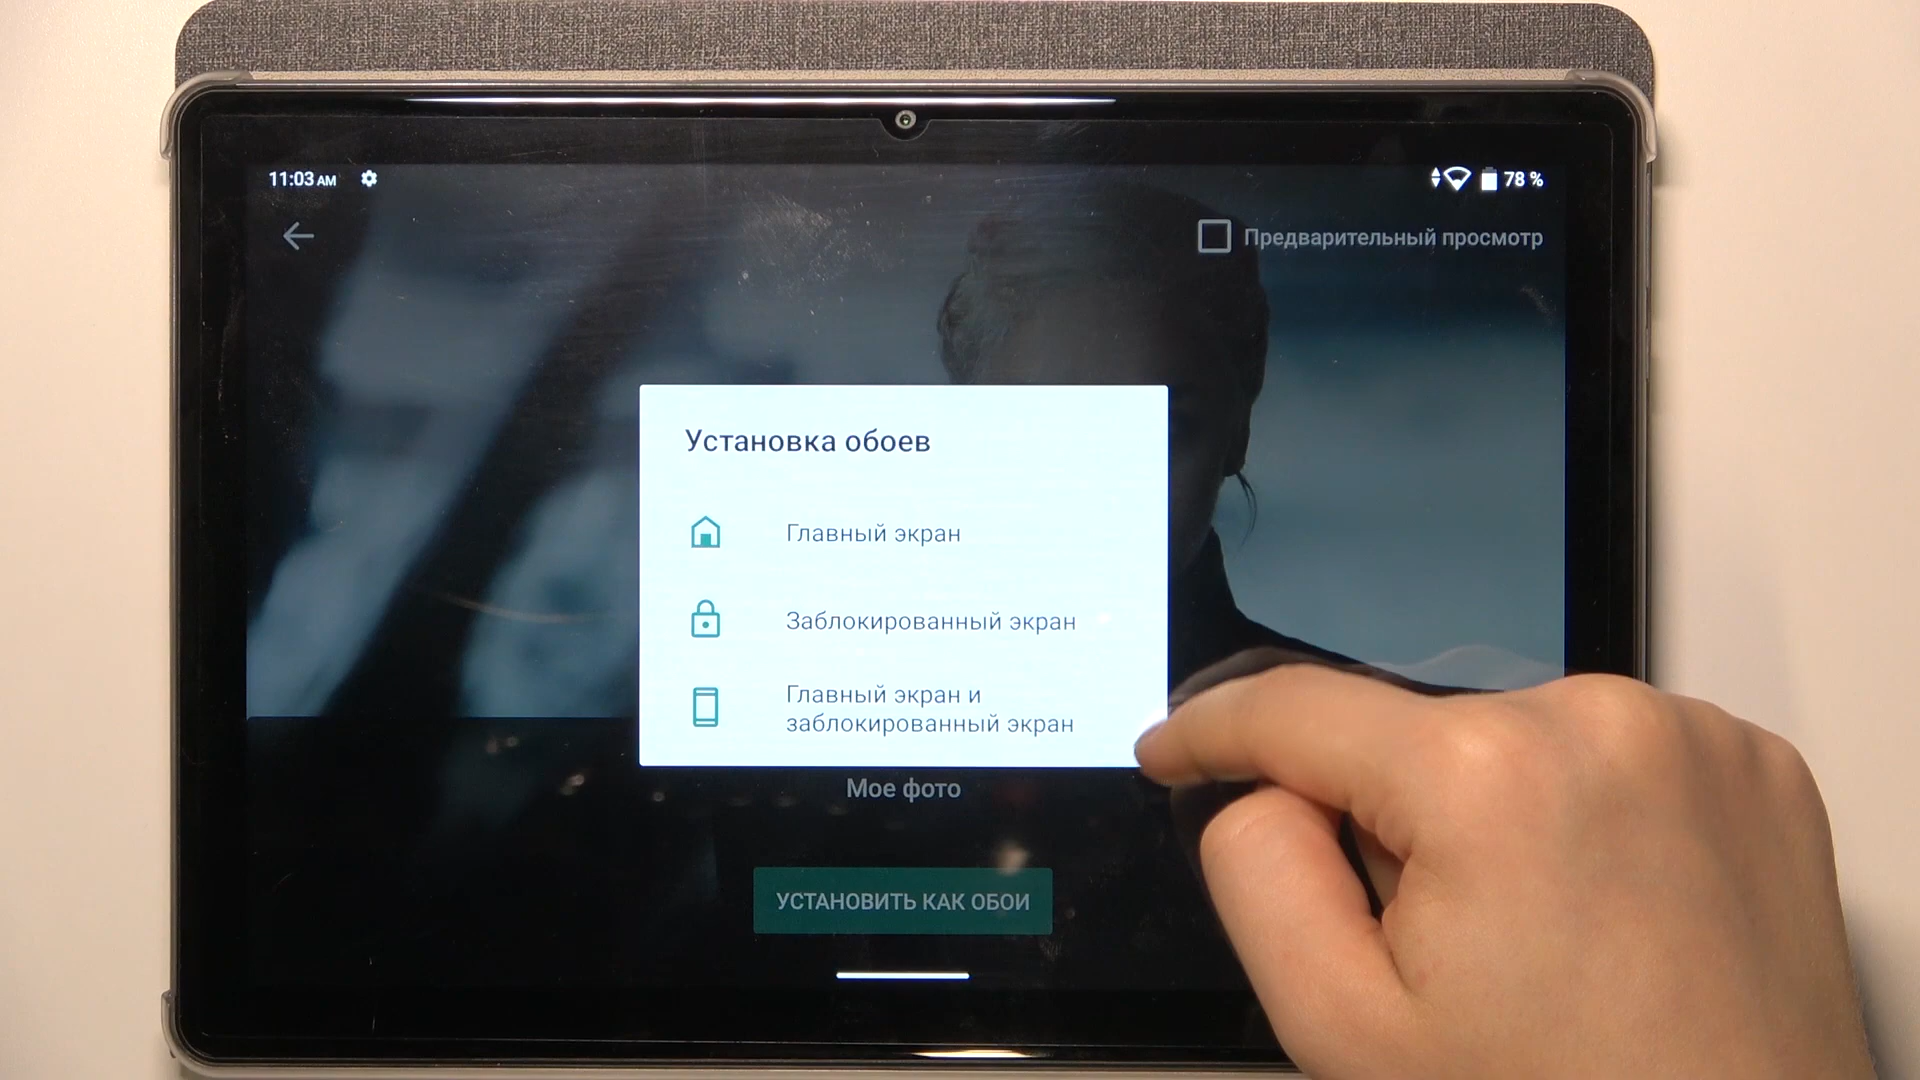 11:03 AM
78 %
Предварительный просмотр
Установка обоев
Главный экран
Заблокированный экран
Главный экран и
заблокированный экран
Мое фото
УСТАНОВИТЬ КАК ОБОИ